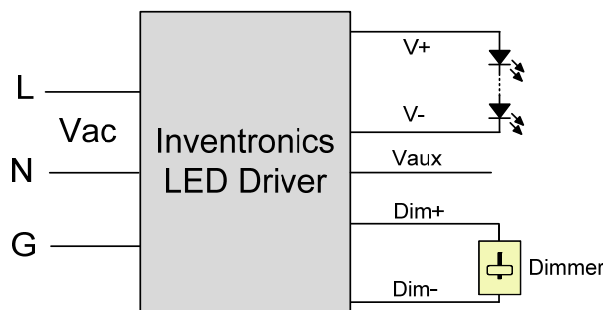 L
Vac
N
G
Inventronics
LED Driver
V+
V-
Vaux
Dim+
Dim-
Dimmer